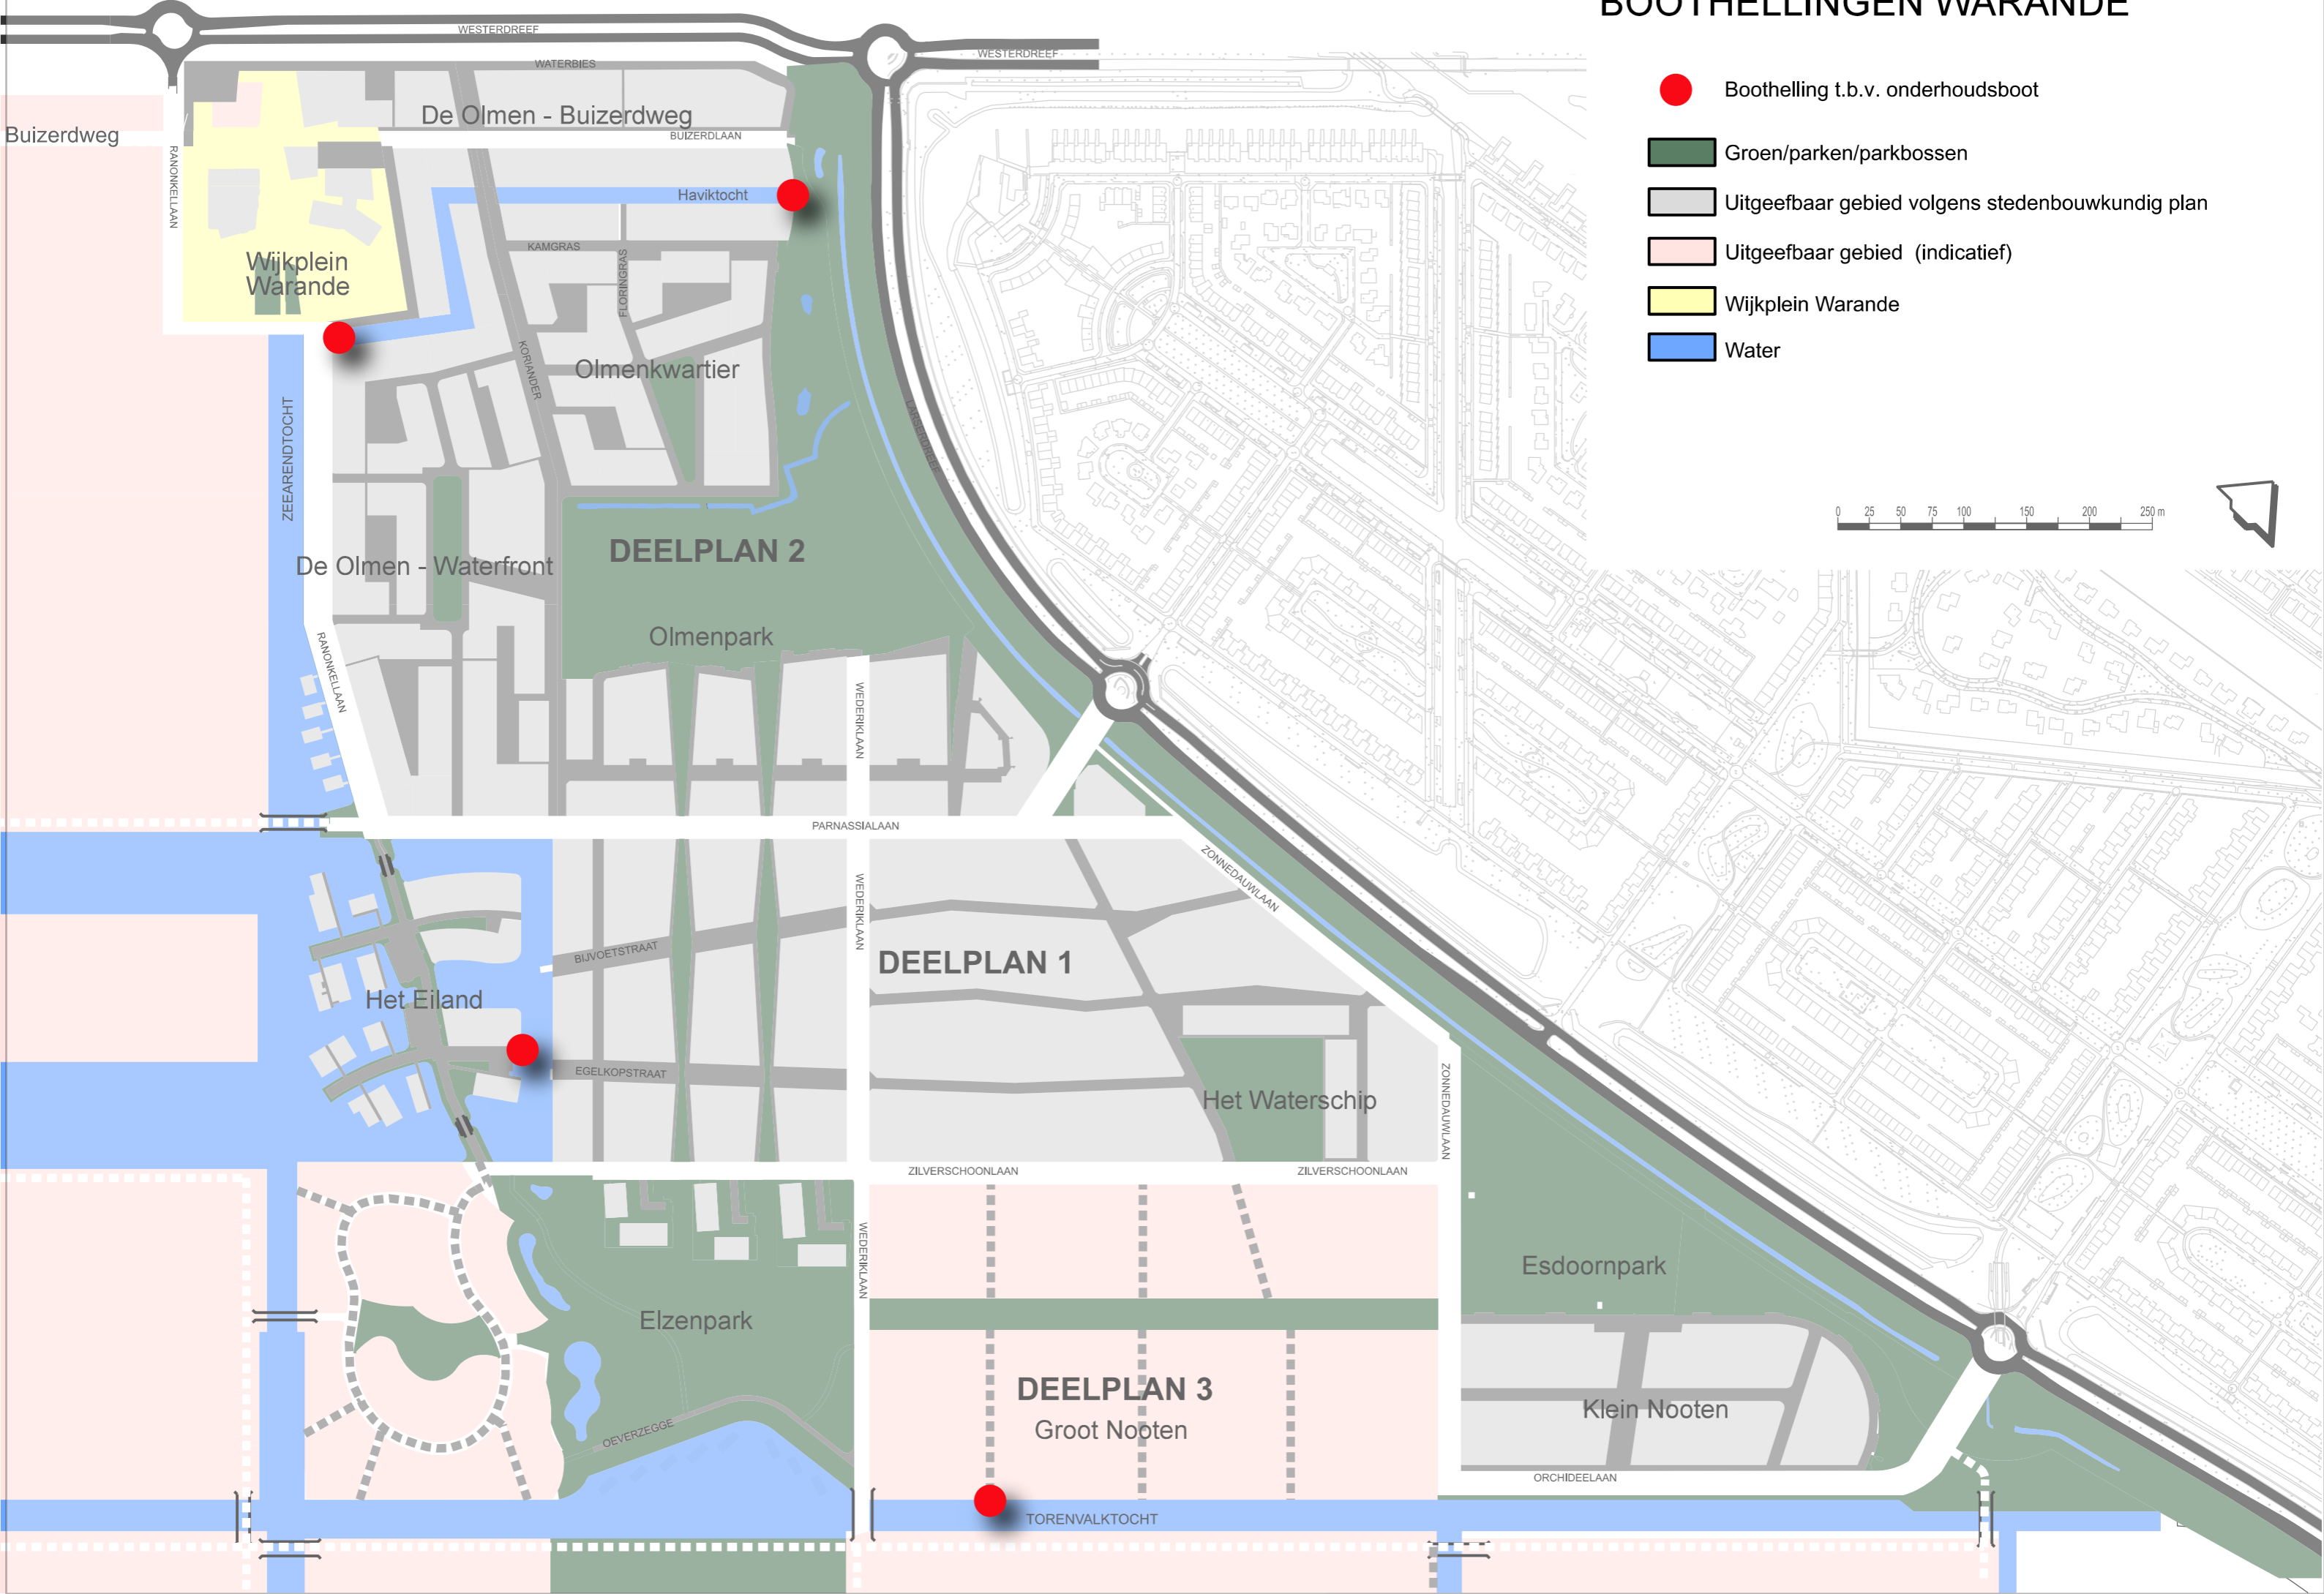 BOOTHELLINGEN WARANDE
Boothelling t.b.v. onderhoudsboot
Groen/parken/parkbossen
Uitgeefbaar gebied volgens stedenbouwkundig plan
Uitgeefbaar gebied (indicatief)
Wijkplein Warande
Water
0 25 50 75 100 150 200 250 m
WESTERDREEF
WESTERDREEF
WATERBIES
De Olmen - Buizerdweg
Buizerdweg
BUIZERDLAAN
RANONKELLAAN
Haviktocht
KAMGRAS
FLORINGRAS
Wijkplein
Warande
KORIANDER
Olmenkwartier
LARSERDREEF
ZEEARENDTOCHT
De Olmen - Waterfront
DEELPLAN 2
Olmenpark
RANONKELLAAN
WEDERIKLAAN
PARNASSIALAAN
ZONNEDAUWLAAN
WEDERIKLAAN
BIJVOETSTRAAT
DEELPLAN 1
Het Eiland
EGELKOPSTRAAT
Het Waterschip
ZONNEDAUWLAAN
ZILVERSCHOONLAAN
ZILVERSCHOONLAAN
WEDERIKLAAN
Esdoornpark
Elzenpark
DEELPLAN 3
Groot Nooten
Klein Nooten
OEVERZEGGE
ORCHIDEELAAN
TORENVALKTOCHT